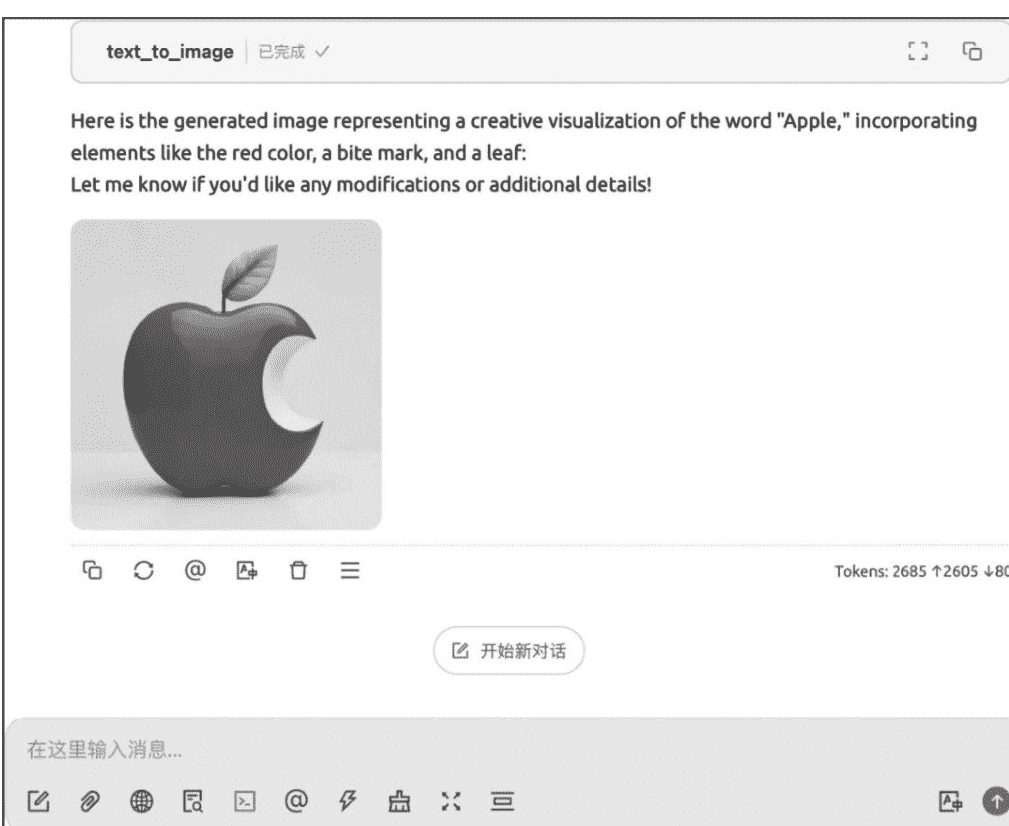 text_to_image 已完成
Here is the generated image representing a creative visualization of the word "Apple," incorporating
elements like the red color, a bite mark, and a leaf:
Let me know if you'd like any modifications or additional details!
Tokens: 2685 ↑2605 ↓80
开始新对话
在这里输入消息...